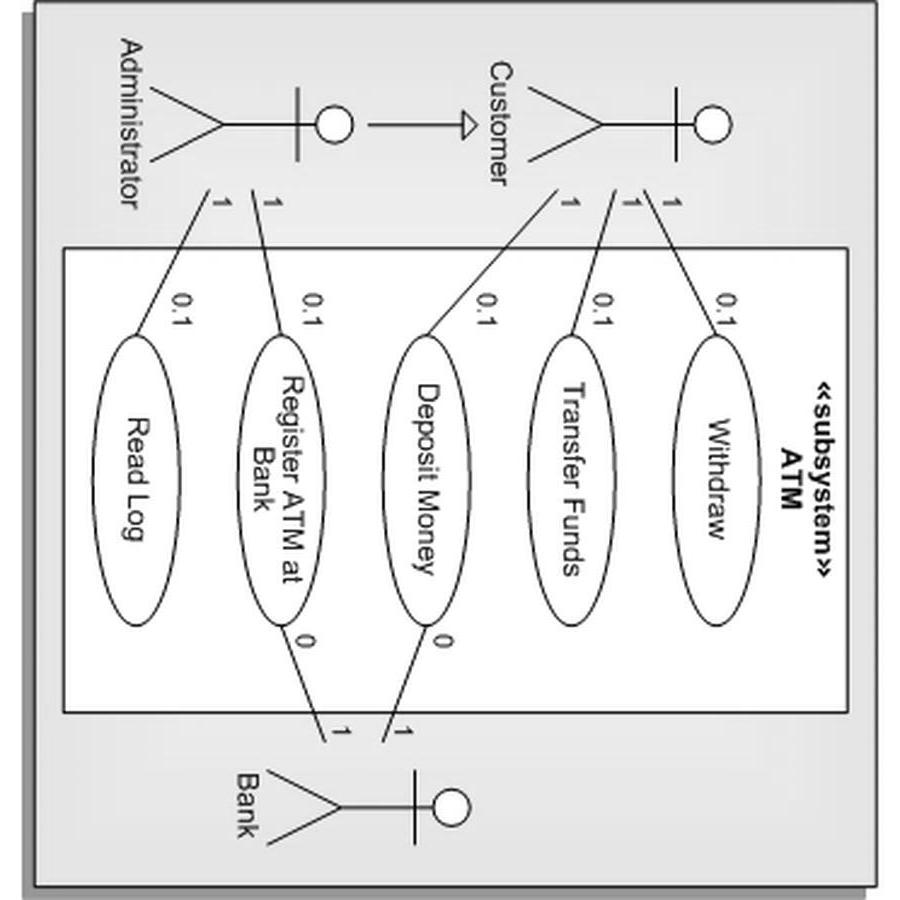 «subsystem»
ATM
Customer
Administrator
Bank
Withdraw
Transfer Funds
Deposit Money
Register ATM at
Bank
Read Log
1
0.1
1
0.1
1
0.1
1
0.1
1
0.1
0
1
0
1